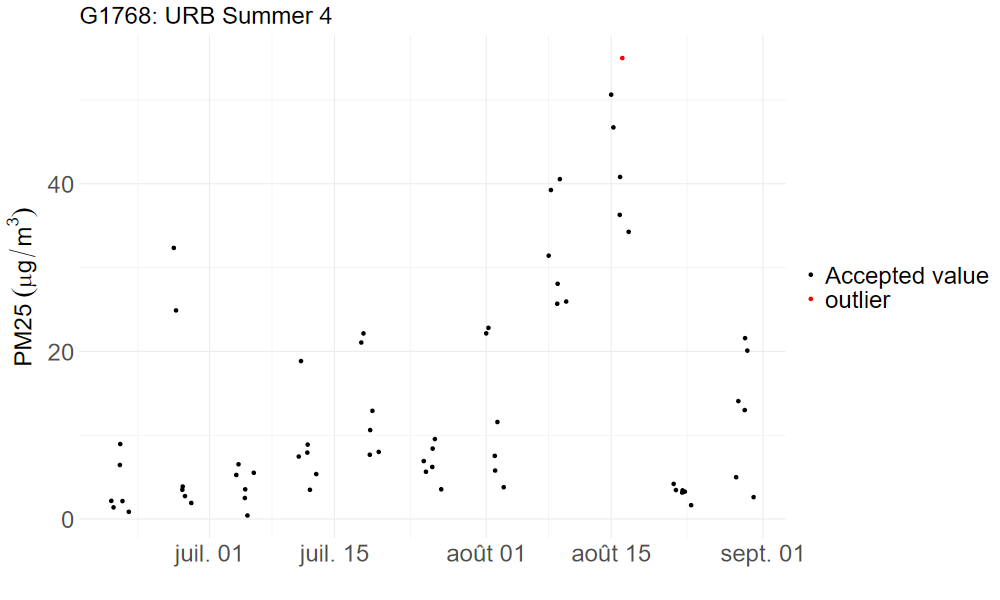 G1768: URB Summer 4
PM25 (μg/m³)
40
20
0
juil. 01
juil. 15
août 01
août 15
sept. 01
Accepted value
outlier